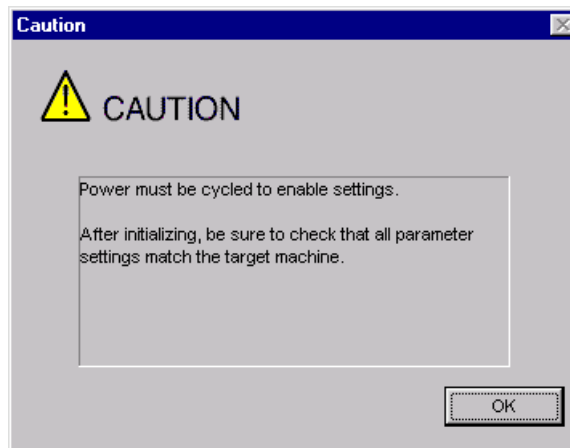 Caution
CAUTION
Power must be cycled to enable settings.
After initializing, be sure to check that all parameter
settings match the target machine.
OK